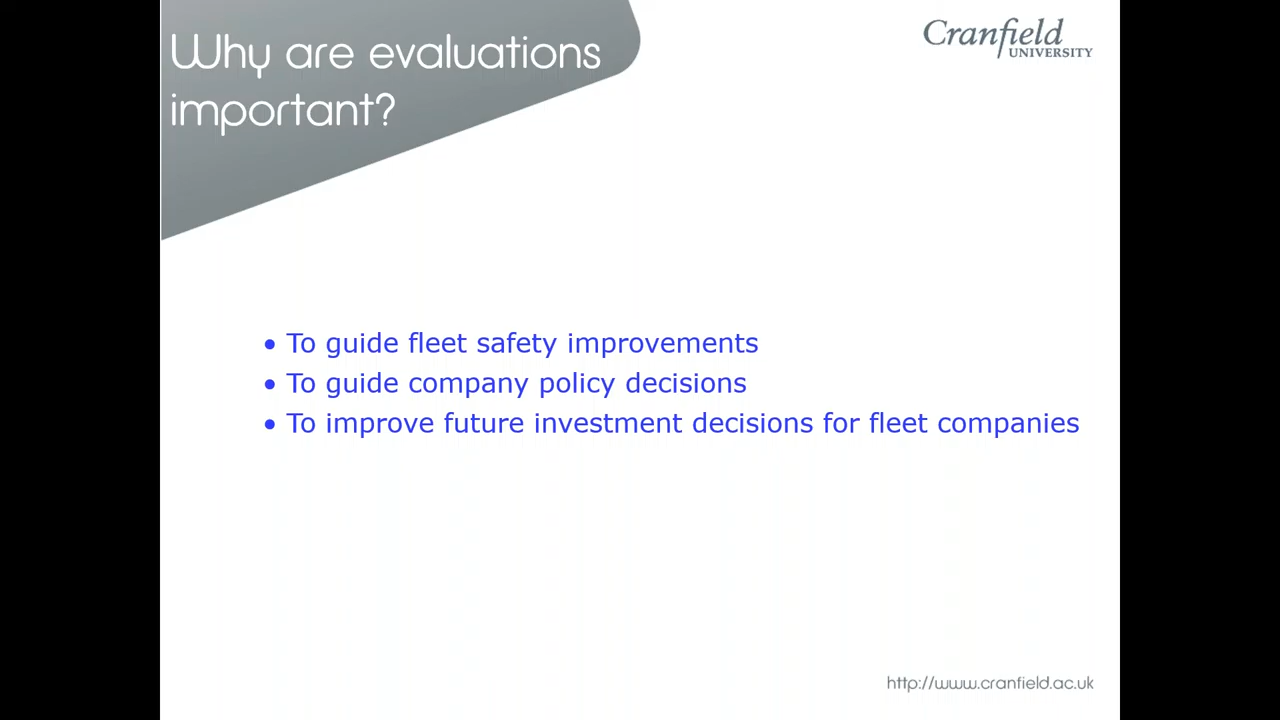 Why are evaluations
important?
Cranfield
UNIVERSITY
• To guide fleet safety improvements
• To guide company policy decisions
• To improve future investment decisions for fleet companies
http://www.cranfield.ac.uk